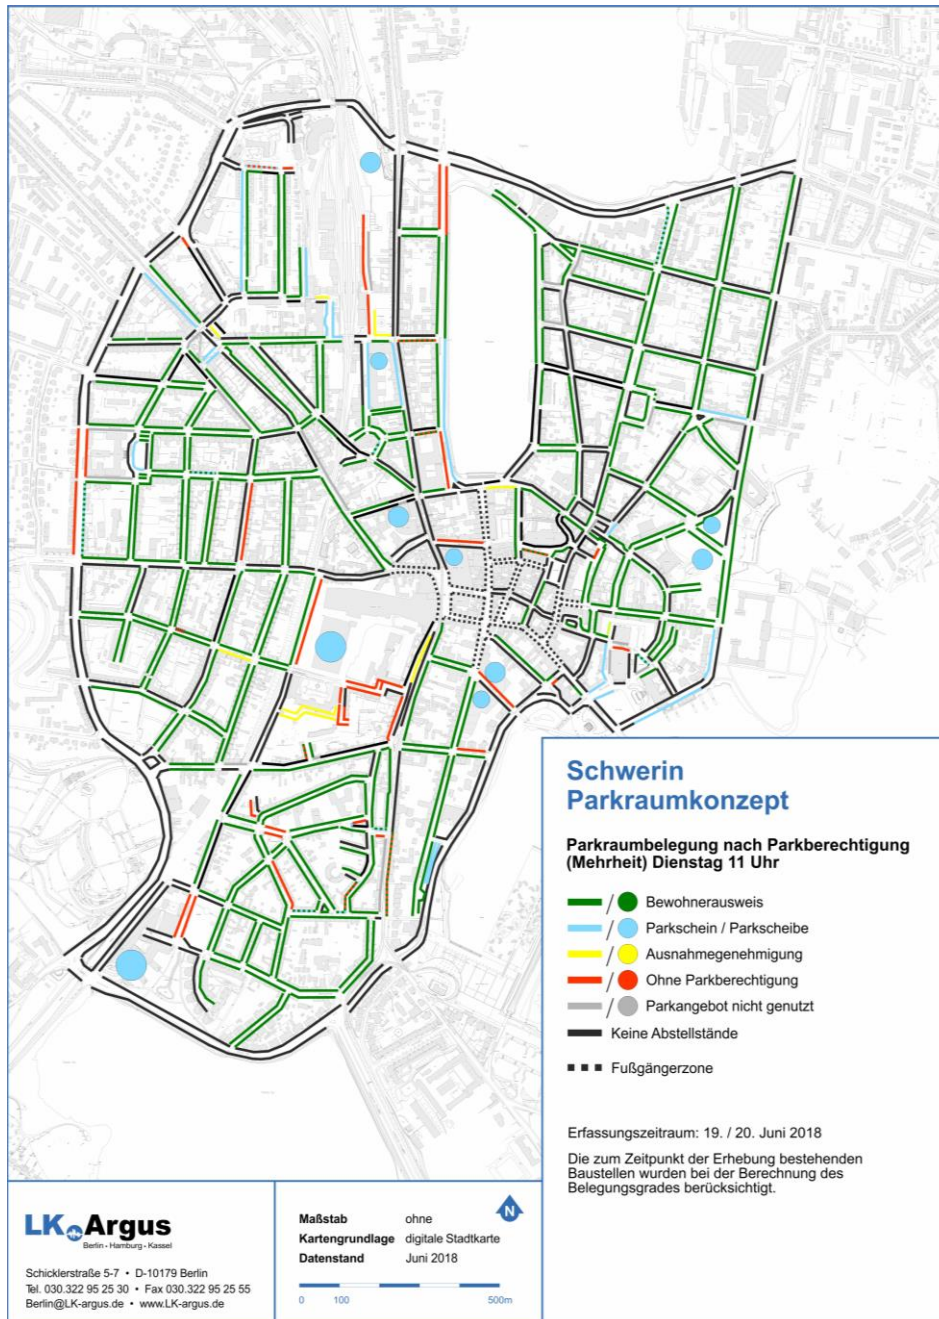 Schwerin
Parkraumkonzept
Parkraumbelegung nach Parkberechtigung
(Mehrheit) Dienstag 11 Uhr
/ Bewohnerausweis
/ Parkschein / Parkscheibe
/ Ausnahmegenehmigung
/ Ohne Parkberechtigung
/ Parkangebot nicht genutzt
Keine Abstellstände
Fußgängerzone
Erfassungszeitraum: 19. / 20. Juni 2018
Die zum Zeitpunkt der Erhebung bestehenden
Baustellen wurden bei der Berechnung des
Belegungsgrades berücksichtigt.
LK Argus
Berlin • Hamburg • Kassel
Schicklerstraße 5-7 • D-10179 Berlin
Tel. 030.322 95 25 30 • Fax 030.322 95 25 55
Berlin@LK-argus.de • www.LK-argus.de
Maßstab ohne
Kartengrundlage digitale Stadtkarte
Datenstand Juni 2018
N
0 100 500m